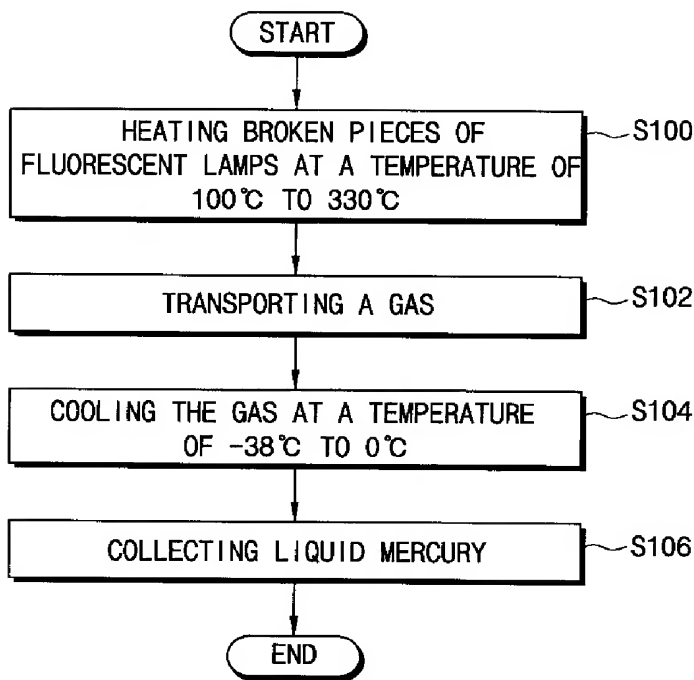 START
HEATING BROKEN PIECES OF
FLUORESCENT LAMPS AT A TEMPERATURE OF
100℃ TO 330℃
S100
TRANSPORTING A GAS
S102
COOLING THE GAS AT A TEMPERATURE
OF -38℃ TO 0℃
S104
COLLECTING LIQUID MERCURY
S106
END